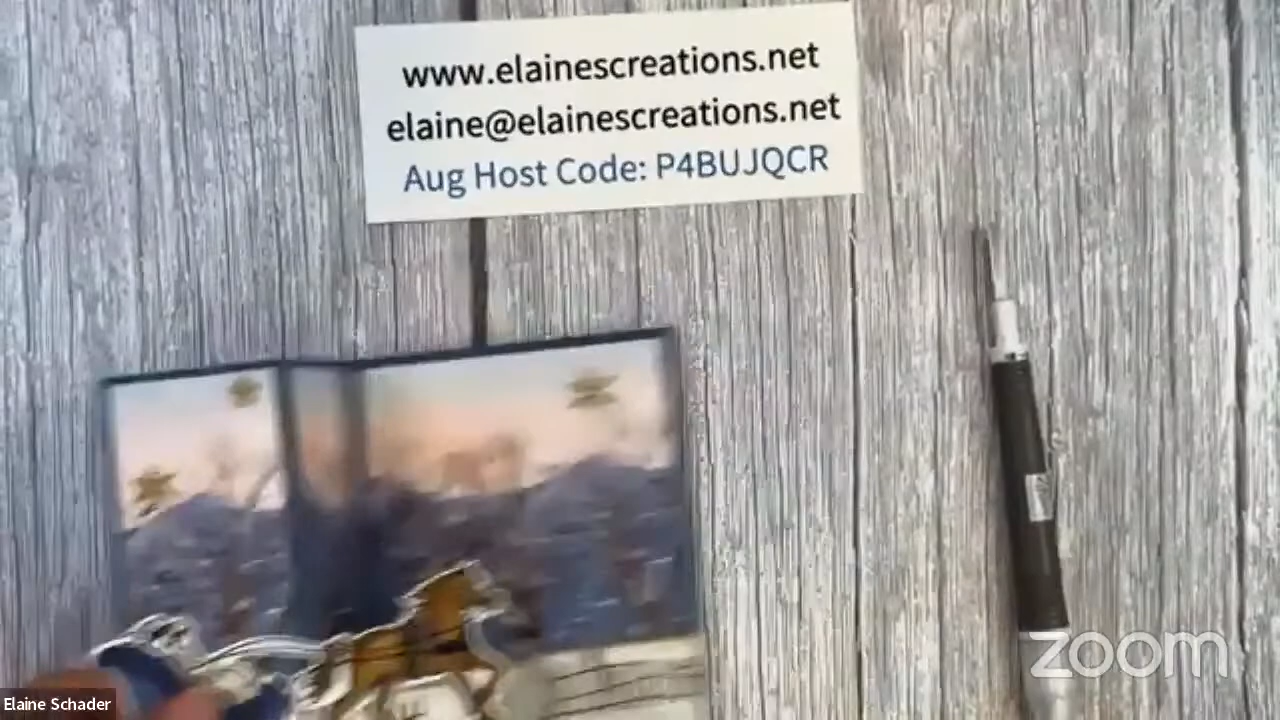 www.elainescreations.net
elaine@elainescreations.net
Aug Host Code: P4BUJQCR
Elaine Schader
zoom